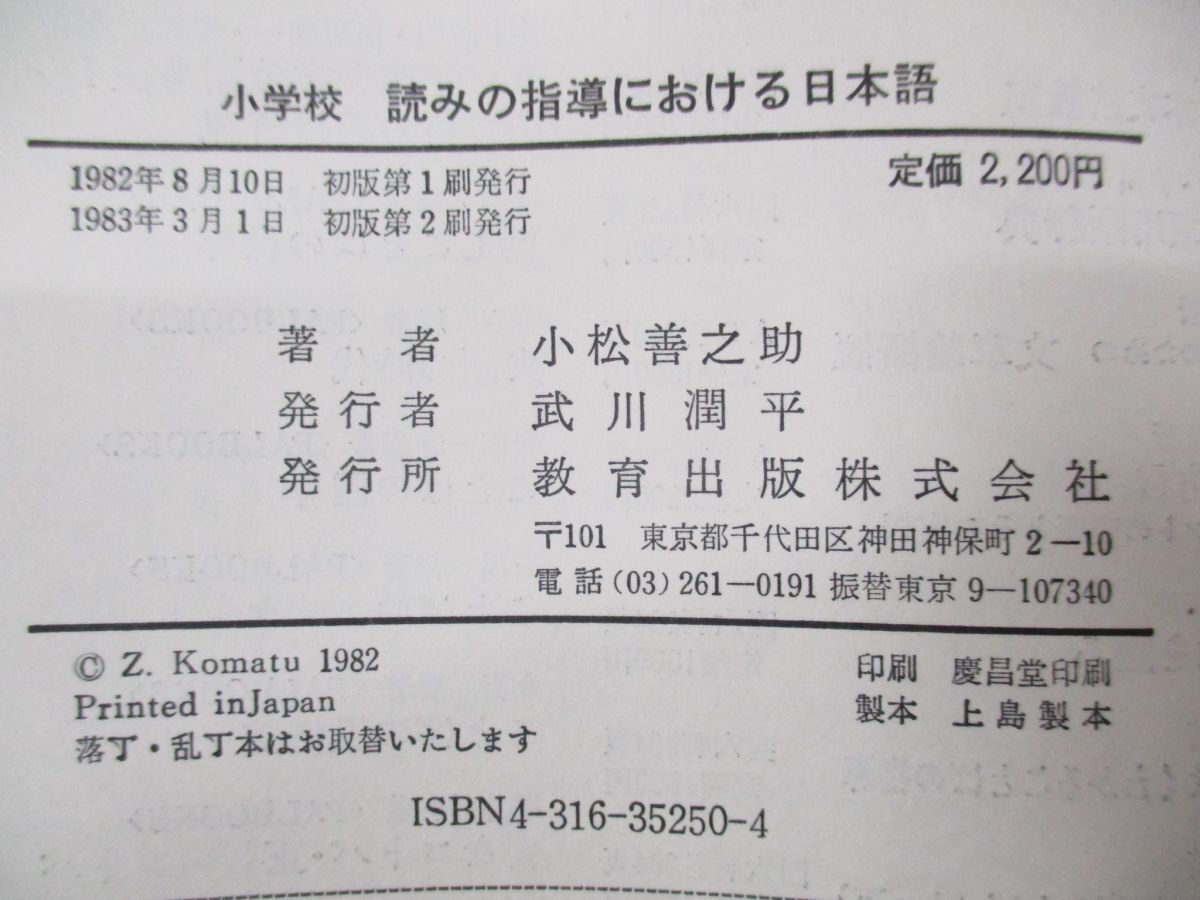 小学校 読みの指導における日本語
1982年8月10日 初版第1刷発行
1983年3月1日 初版第2刷発行
定価 2,200円
著者 小松善之助
発行者 武川潤平
発行所 教育出版株式会社
〒101 東京都千代田区神田神保町2―10
電話(03)261―0191 振替東京9―107340
© Z. Komatu 1982
Printed inJapan
落丁・乱丁本はお取替いたします
印刷 慶昌堂印刷
製本 上島製本
ISBN4-316-35250-4